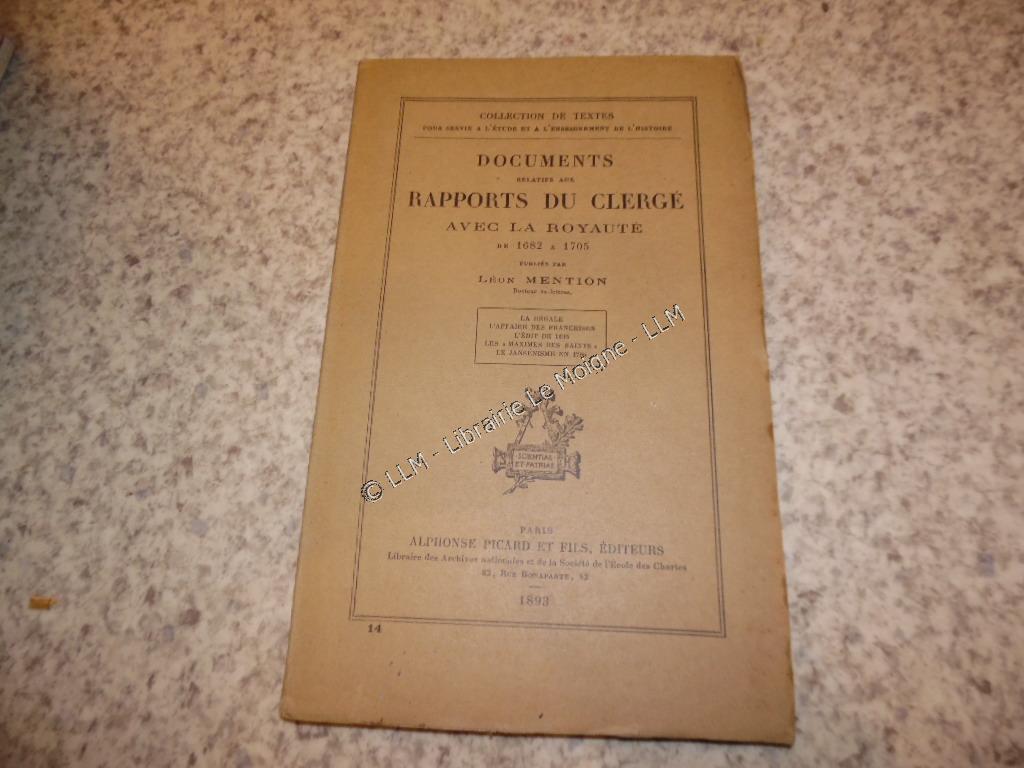 COLLECTION DE TEXTES
POUR SERVIR A L'ÉTUDE ET A L'ENSEIGNEMENT DE L'HISTOIRE
DOCUMENTS
RELATIFS AUX
RAPPORTS DU CLERGÉ
AVEC LA ROYAUTÉ
DE 1682 A 1705
PUBLIÉS PAR
LÉON MENTION
Docteur ès lettres.
LA RÉGALE
L'AFFAIRE DES FRANCHISES
L'ÉDIT DE 1695
LES « MAXIMES DES SAINTS »
LE JANSÉNISME EN 1705
© LLM - Librairie Le Moigne - LLM
SCIENTIAE
ET PATRIAE
PARIS
ALPHONSE PICARD ET FILS, ÉDITEURS
Libraire des Archives nationales et de la Société de l'École des Chartes
82, RUE BONAPARTE, 82
1893
14